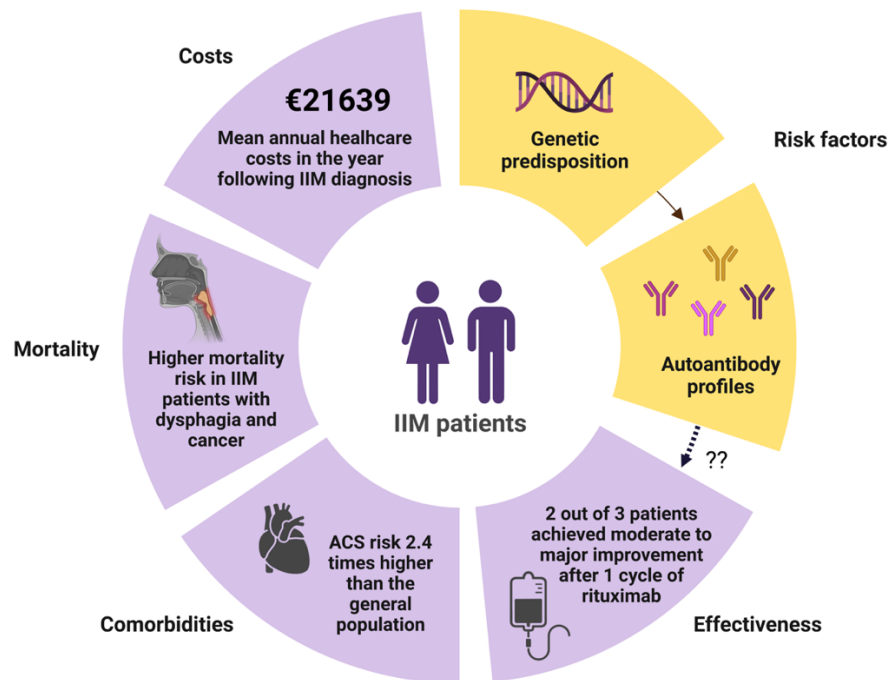 Costs
€21639
Mean annual healhcare
costs in the year
following IIM diagnosis
Genetic
predisposition
Risk factors
Autoantibody
profiles
??
2 out of 3 patients
achieved moderate to
major improvement
after 1 cycle of
rituximab
Effectiveness
ACS risk 2.4
times higher
than the
general
population
Comorbidities
Higher mortality
risk in IIM
patients with
dysphagia and
cancer
Mortality
IIM patients